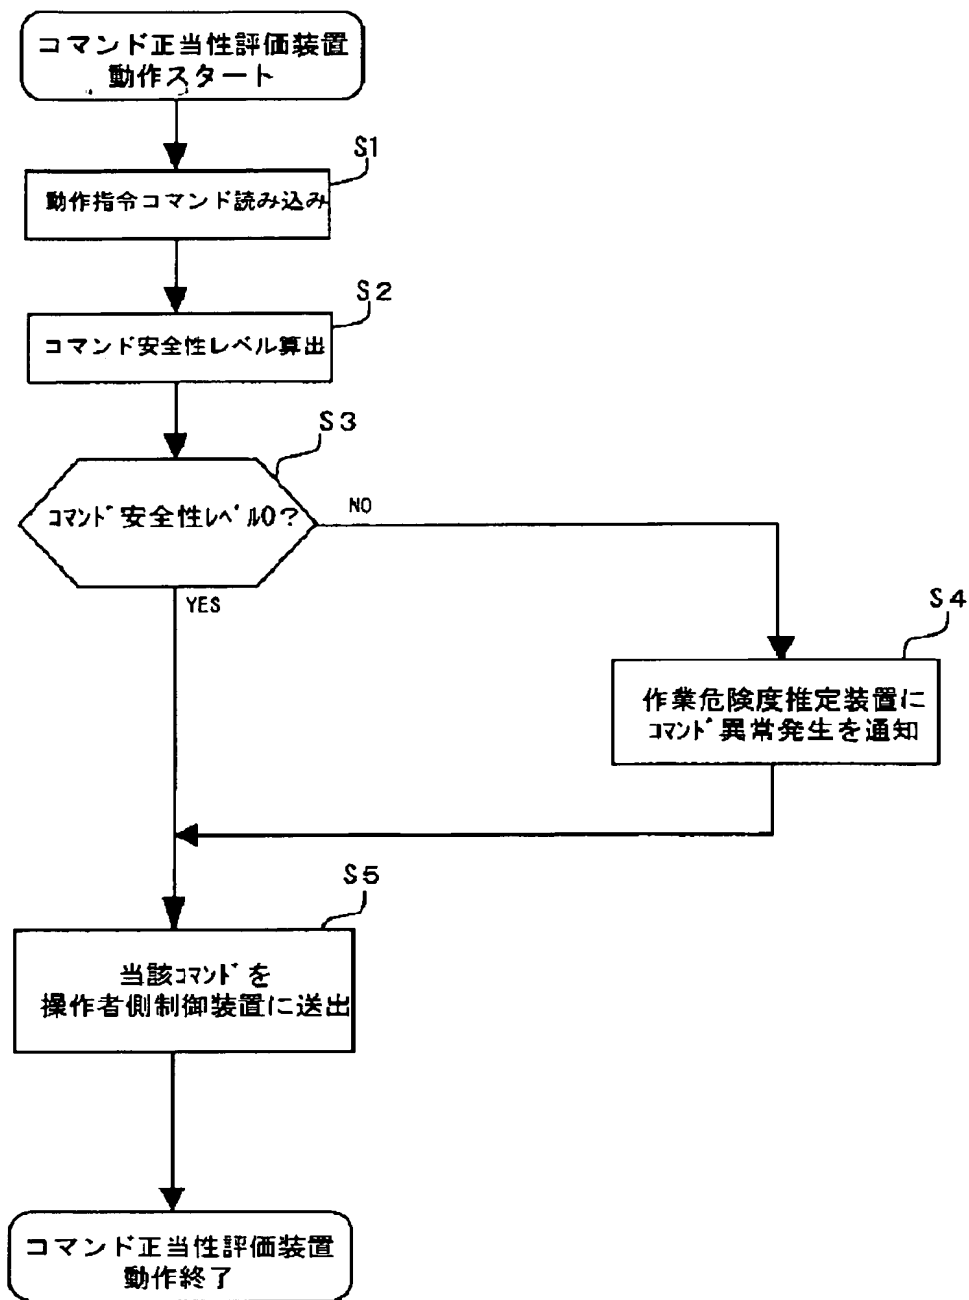 コマンド正当性評価装置
動作スタート
S1
動作指令コマンド読み込み
S2
コマンド安全性レベル算出
S3
ｺﾏﾝﾄﾞ安全性ﾚﾍﾞﾙ0？
NO
YES
S4
作業危険度推定装置に
ｺﾏﾝﾄﾞ異常発生を通知
S5
当該ｺﾏﾝﾄﾞを
操作者側制御装置に送出
コマンド正当性評価装置
動作終了